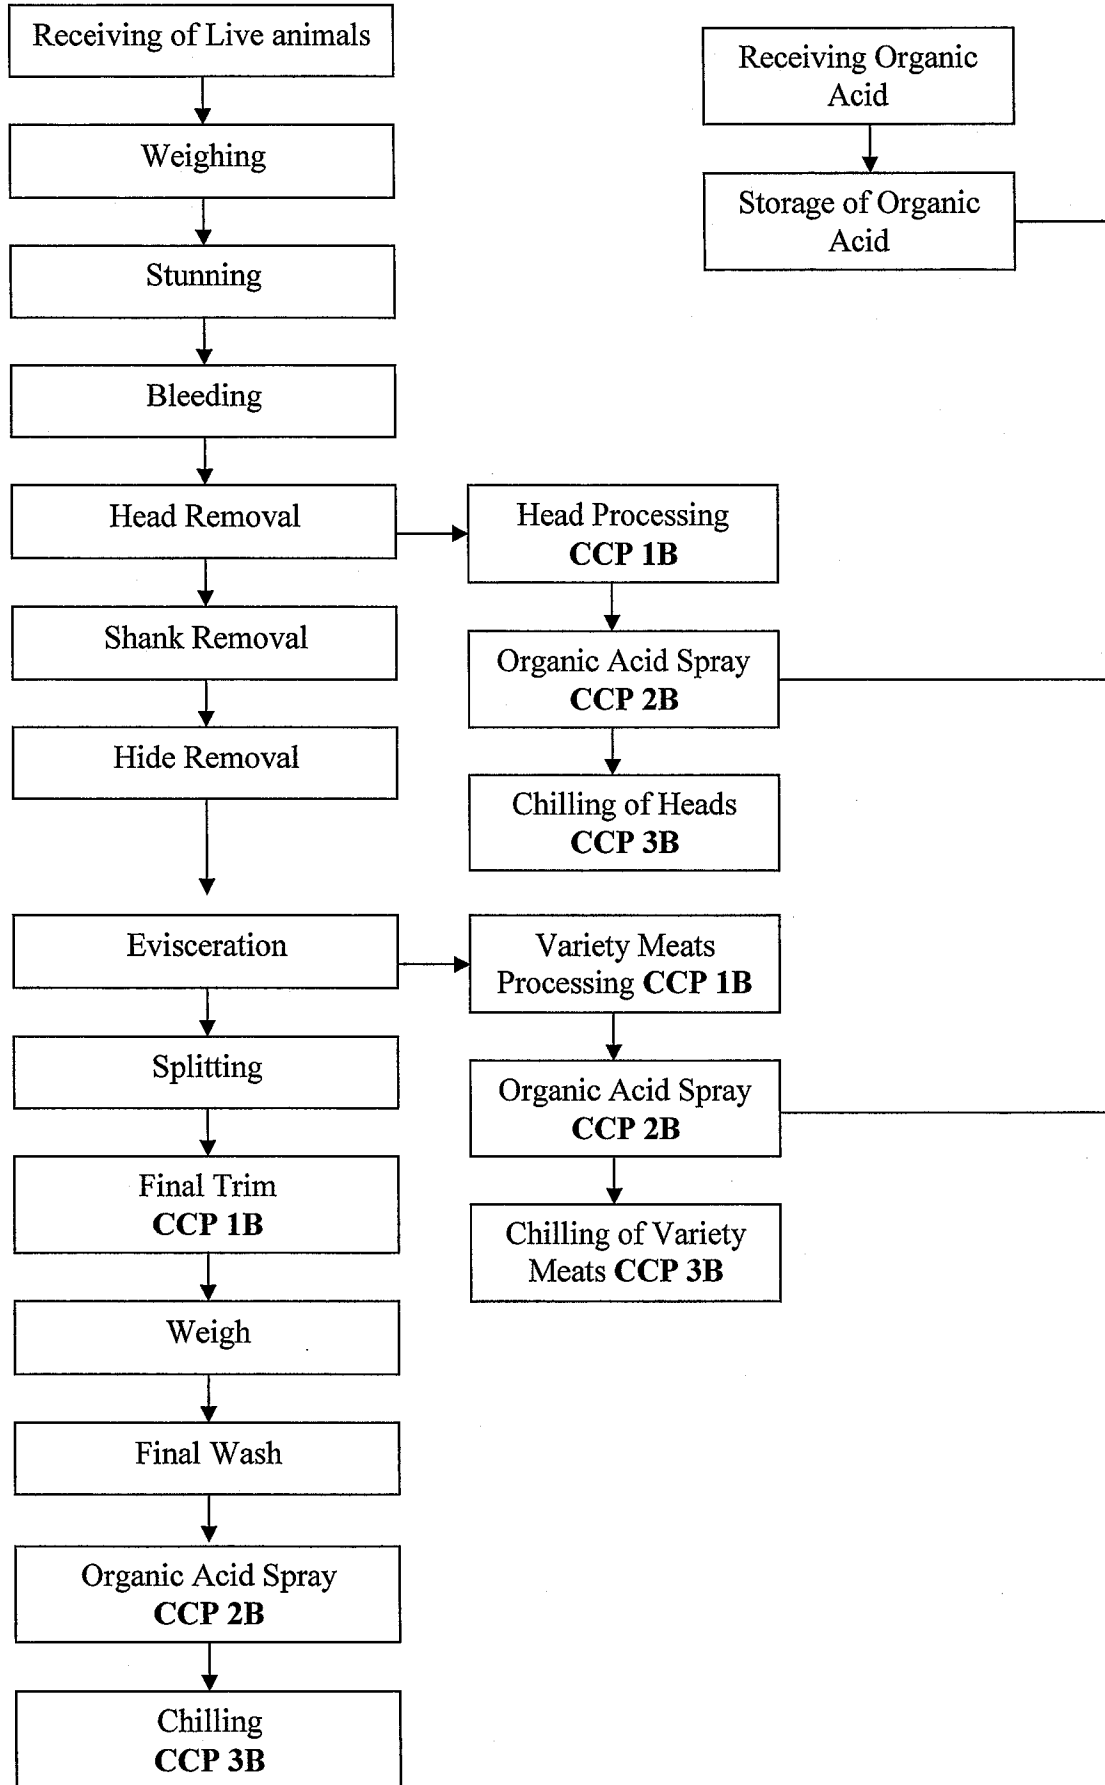 Receiving of Live animals
Weighing
Stunning
Bleeding
Head Removal
Shank Removal
Hide Removal
Evisceration
Splitting
Final Trim
CCP 1B
Weigh
Final Wash
Organic Acid Spray
CCP 2B
Chilling
CCP 3B
Head Processing
CCP 1B
Organic Acid Spray
CCP 2B
Chilling of Heads
CCP 3B
Variety Meats
Processing CCP 1B
Organic Acid Spray
CCP 2B
Chilling of Variety
Meats CCP 3B
Receiving Organic
Acid
Storage of Organic
Acid